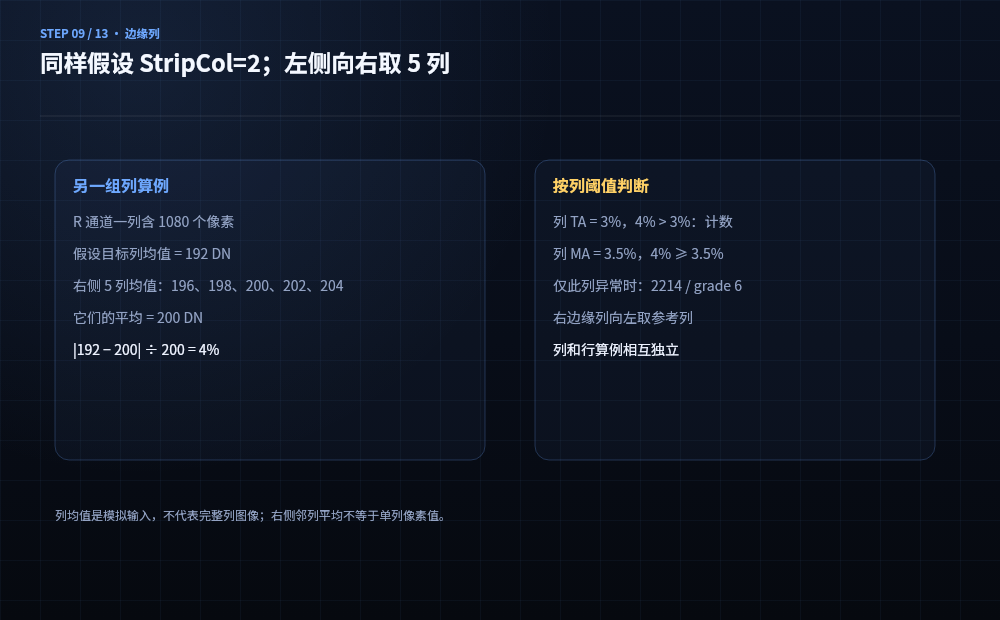 STEP 09 / 13 • 边缘列
同样假设 StripCol=2；左侧向右取 5 列
另一组列算例
R 通道一列含 1080 个像素
假设目标列均值 = 192 DN
右侧 5 列均值：196、198、200、202、204
它们的平均 = 200 DN
|192 − 200| ÷ 200 = 4%
按列阈值判断
列 TA = 3%，4% > 3%：计数
列 MA = 3.5%，4% ≥ 3.5%
仅此列异常时：2214 / grade 6
右边缘列向左取参考列
列和行算例相互独立
列均值是模拟输入，不代表完整列图像；右侧邻列平均不等于单列像素值。